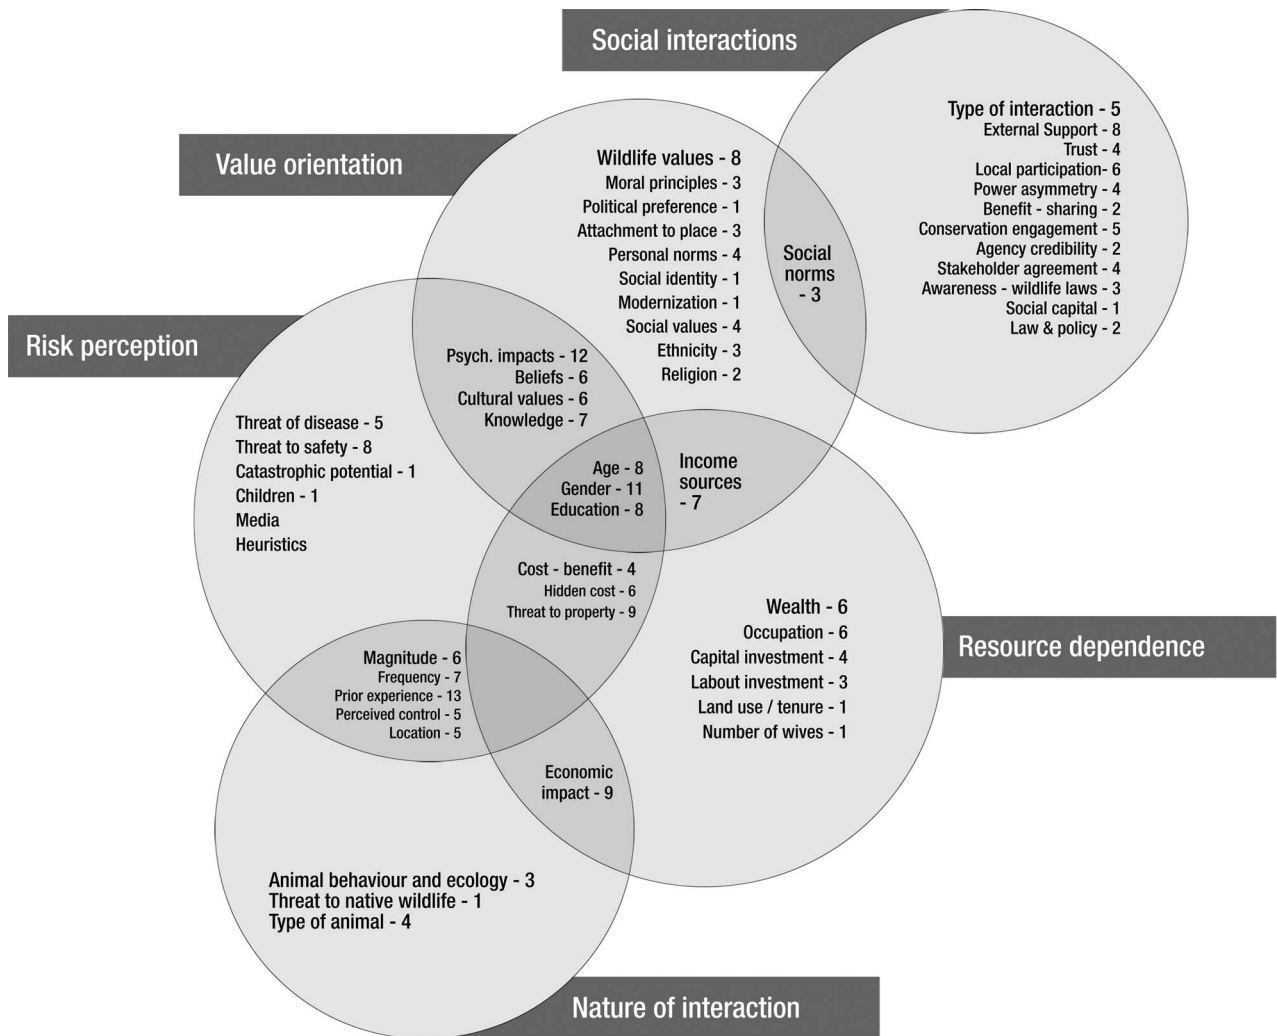 Social interactions
Type of interaction - 5
External Support - 8
Trust - 4
Local participation- 6
Power asymmetry - 4
Benefit - sharing - 2
Conservation engagement - 5
Agency credibility - 2
Stakeholder agreement - 4
Awareness - wildlife laws - 3
Social capital - 1
Law & policy - 2
Value orientation
Wildlife values - 8
Moral principles - 3
Political preference - 1
Attachment to place - 3
Personal norms - 4
Social identity - 1
Modernization - 1
Social values - 4
Ethnicity - 3
Religion - 2
Social
norms
- 3
Risk perception
Psych. impacts - 12
Beliefs - 6
Cultural values - 6
Knowledge - 7
Threat of disease - 5
Threat to safety - 8
Catastrophic potential - 1
Children - 1
Media
Heuristics
Age - 8
Gender - 11
Education - 8
Income
sources
- 7
Cost - benefit - 4
Hidden cost - 6
Threat to property - 9
Wealth - 6
Occupation - 6
Capital investment - 4
Labout investment - 3
Land use / tenure - 1
Number of wives - 1
Resource dependence
Magnitude - 6
Frequency - 7
Prior experience - 13
Perceived control - 5
Location - 5
Economic
impact - 9
Animal behaviour and ecology - 3
Threat to native wildlife - 1
Type of animal - 4
Nature of interaction